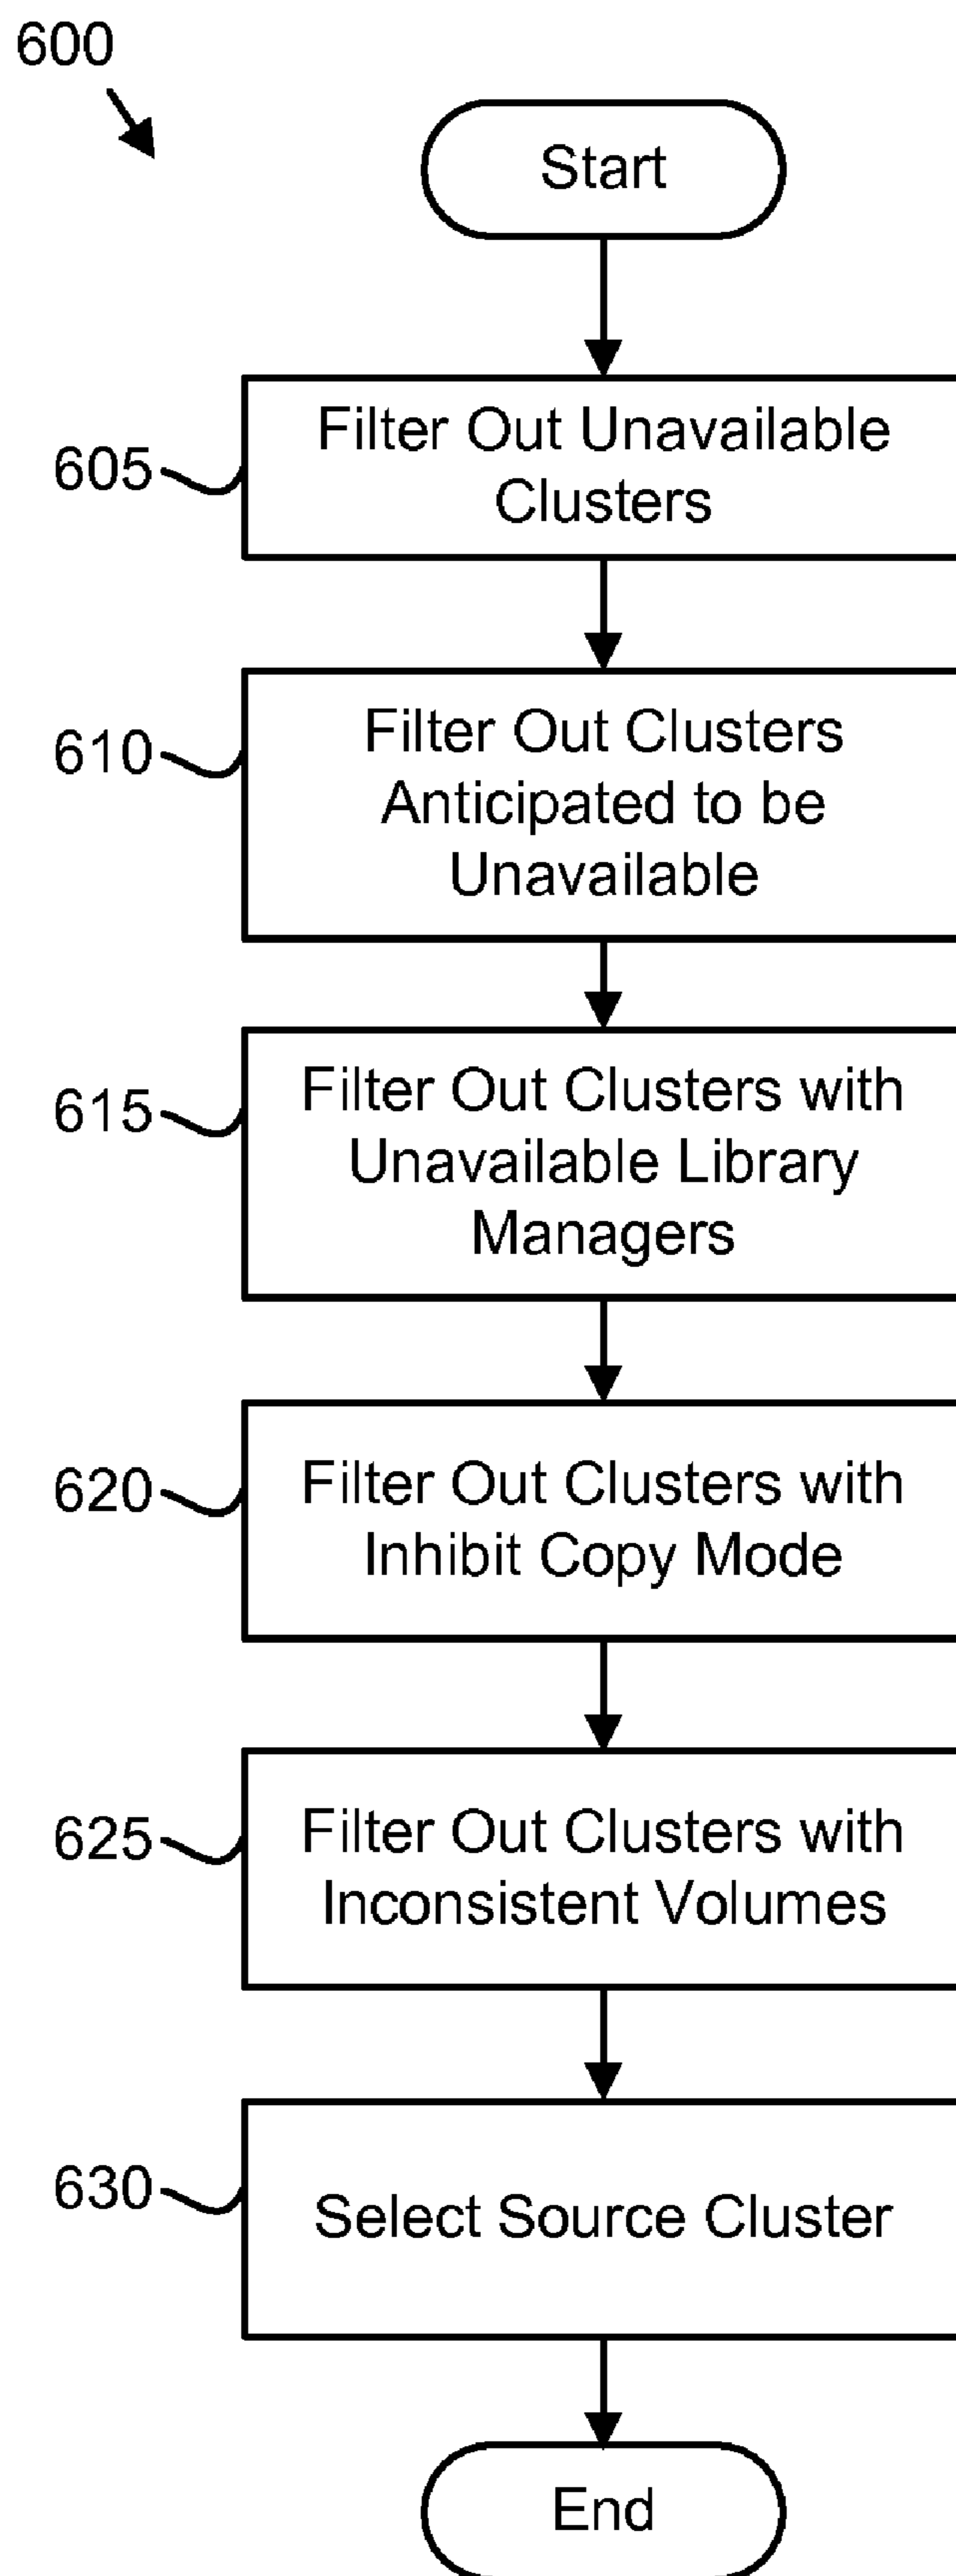 600
Start
605
Filter Out Unavailable
Clusters
610
Filter Out Clusters
Anticipated to be
Unavailable
615
Filter Out Clusters with
Unavailable Library
Managers
620
Filter Out Clusters with
Inhibit Copy Mode
625
Filter Out Clusters with
Inconsistent Volumes
630
Select Source Cluster
End